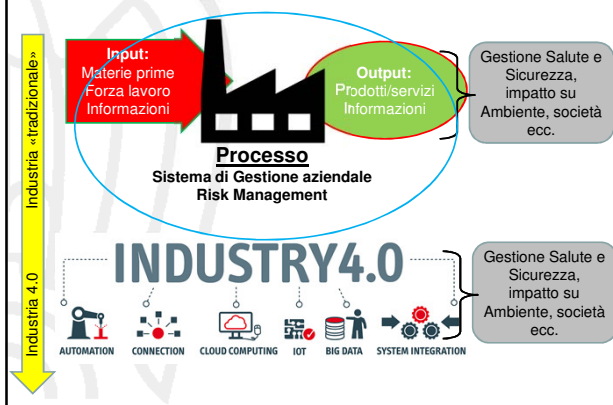 Industria «tradizionale»
Input:
Materie prime
Forza lavoro
Informazioni
Output:
Prodotti/servizi
Informazioni
Gestione Salute e
Sicurezza,
impatto su
Ambiente, società
ecc.
Processo
Sistema di Gestione aziendale
Risk Management
Industria 4.0
INDUSTRY4.0
AUTOMATION
CONNECTION
CLOUD COMPUTING
IOT
BIG DATA
SYSTEM INTEGRATION
Gestione Salute e
Sicurezza,
impatto su
Ambiente, società
ecc.